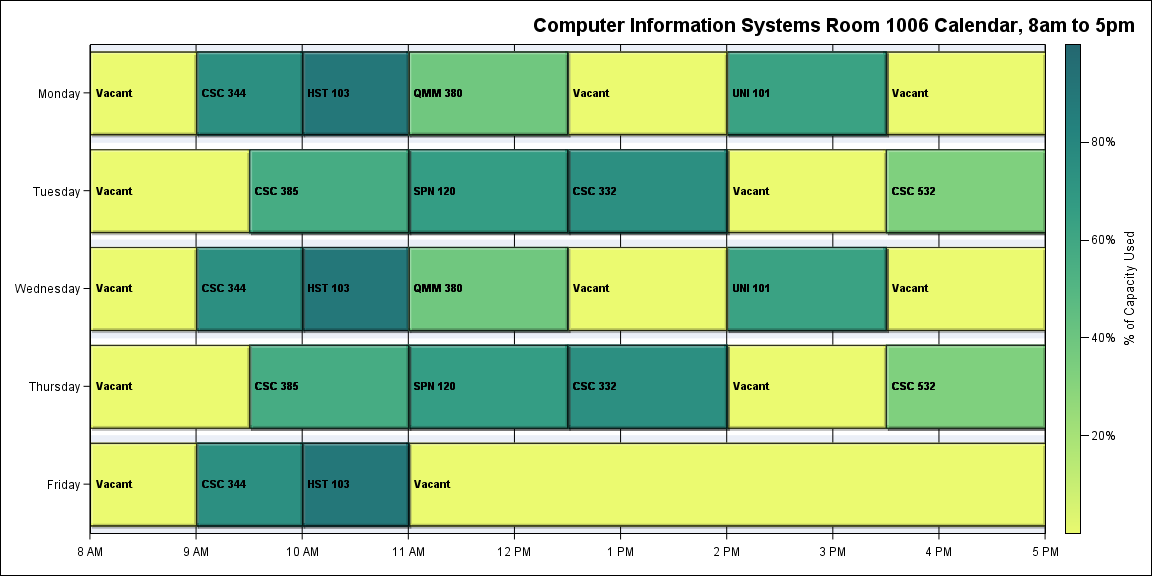 Computer Information Systems Room 1006 Calendar, 8am to 5pm
Monday
Vacant
CSC 344
HST 103
QMM 380
Vacant
UNI 101
Vacant
Tuesday
Vacant
CSC 385
SPN 120
CSC 332
Vacant
CSC 532
Wednesday
Vacant
CSC 344
HST 103
QMM 380
Vacant
UNI 101
Vacant
Thursday
Vacant
CSC 385
SPN 120
CSC 332
Vacant
CSC 532
Friday
Vacant
CSC 344
HST 103
Vacant
8 AM
9 AM
10 AM
11 AM
12 PM
1 PM
2 PM
3 PM
4 PM
5 PM
80%
60%
40%
20%
% of Capacity Used